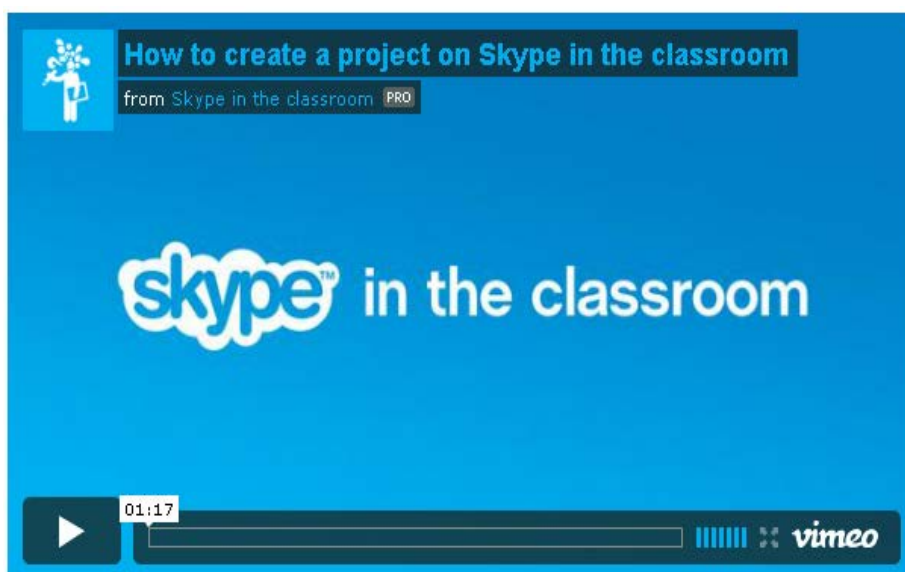 How to create a project on Skype in the classroom
from Skype in the classroom PRO
skype™ in the classroom
01:17
vimeo